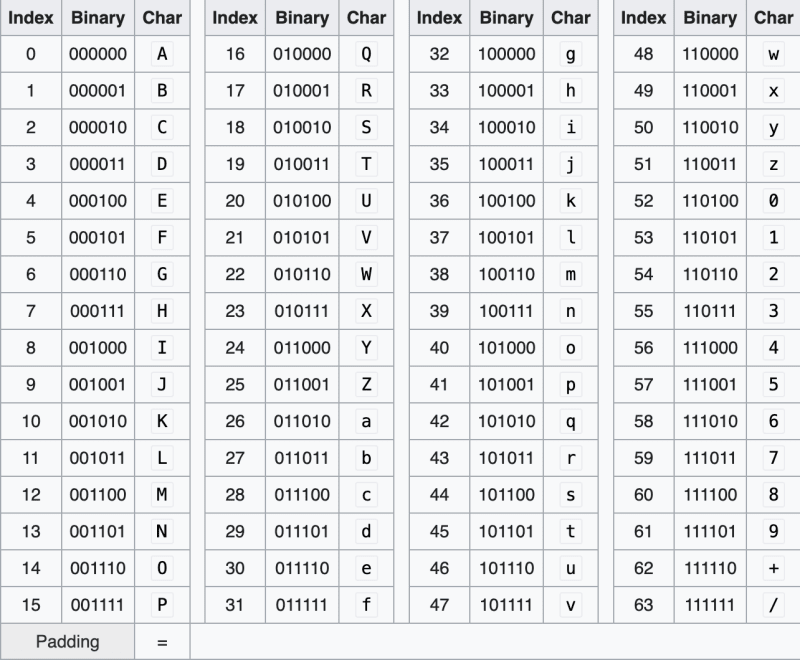 Index Binary Char Index Binary Char Index Binary Char Index Binary Char
0 000000 A 16 010000 Q 32 100000 g 48 110000 w
1 000001 B 17 010001 R 33 100001 h 49 110001 x
2 000010 C 18 010010 S 34 100010 i 50 110010 y
3 000011 D 19 010011 T 35 100011 j 51 110011 z
4 000100 E 20 010100 U 36 100100 k 52 110100 0
5 000101 F 21 010101 V 37 100101 l 53 110101 1
6 000110 G 22 010110 W 38 100110 m 54 110110 2
7 000111 H 23 010111 X 39 100111 n 55 110111 3
8 001000 I 24 011000 Y 40 101000 o 56 111000 4
9 001001 J 25 011001 Z 41 101001 p 57 111001 5
10 001010 K 26 011010 a 42 101010 q 58 111010 6
11 001011 L 27 011011 b 43 101011 r 59 111011 7
12 001100 M 28 011100 c 44 101100 s 60 111100 8
13 001101 N 29 011101 d 45 101101 t 61 111101 9
14 001110 O 30 011110 e 46 101110 u 62 111110 +
15 001111 P 31 011111 f 47 101111 v 63 111111 /
Padding =